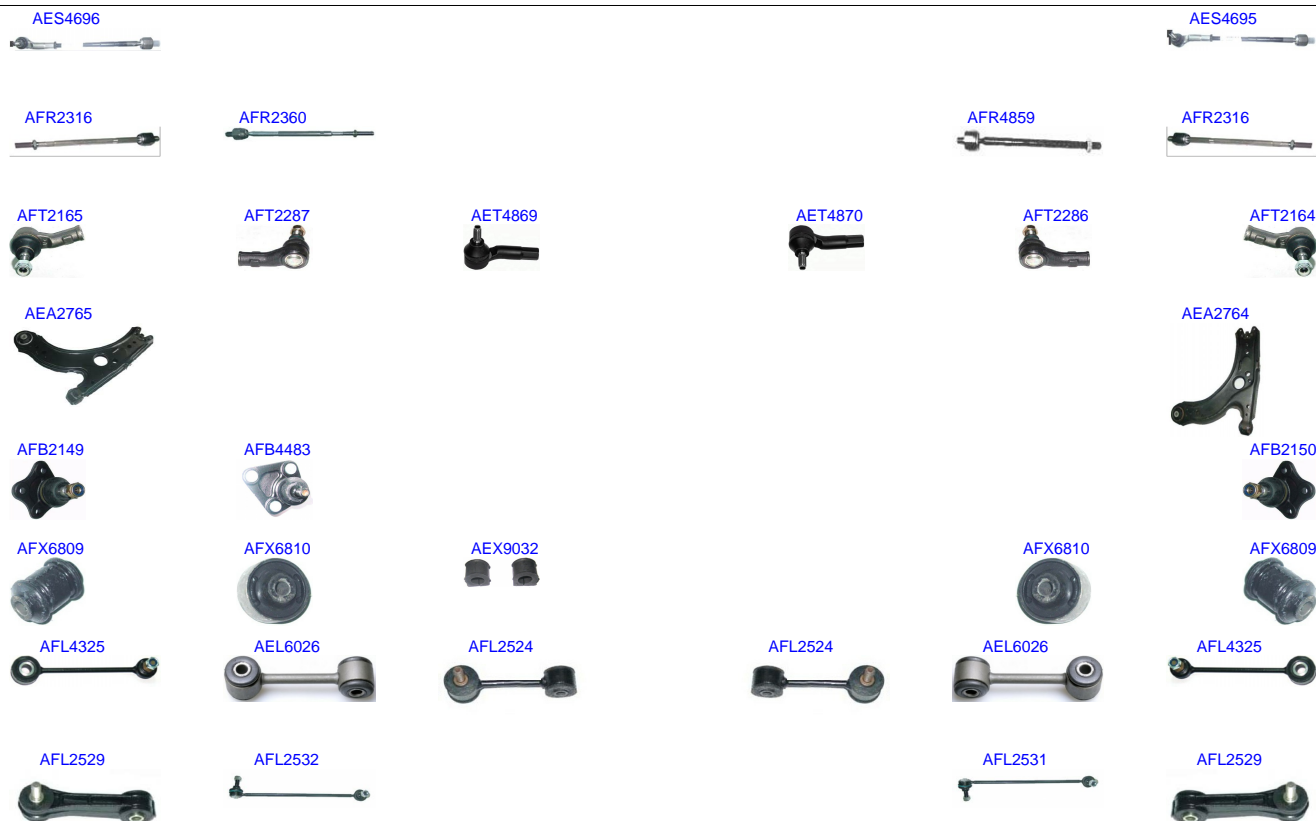 AES4696 AES4695
AFR2316 AFR2360 AFR4859 AFR2316
AFT2165 AFT2287 AET4869 AET4870 AFT2286 AFT2164
AEA2765 AEA2764
AFB2149 AFB4483 AFB2150
AFX6809 AFX6810 AEX9032 AFX6810 AFX6809
AFL4325 AEL6026 AFL2524 AFL2524 AEL6026 AFL4325
AFL2529 AFL2532 AFL2531 AFL2529